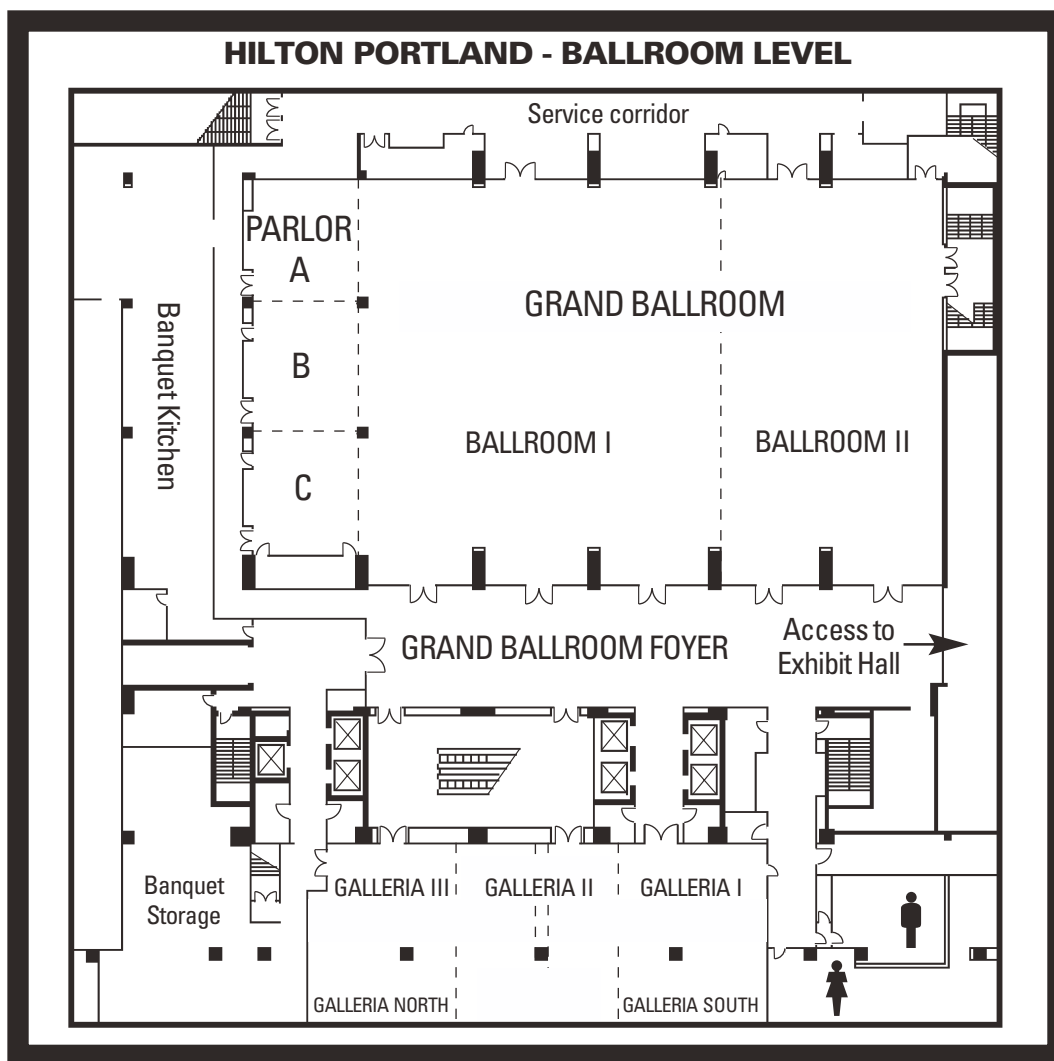 HILTON PORTLAND - BALLROOM LEVEL
Service corridor
PARLOR
A
GRAND BALLROOM
Banquet Kitchen
B
BALLROOM I
BALLROOM II
C
GRAND BALLROOM FOYER
Access to
Exhibit Hall
Banquet
Storage
GALLERIA III
GALLERIA II
GALLERIA I
GALLERIA NORTH
GALLERIA SOUTH